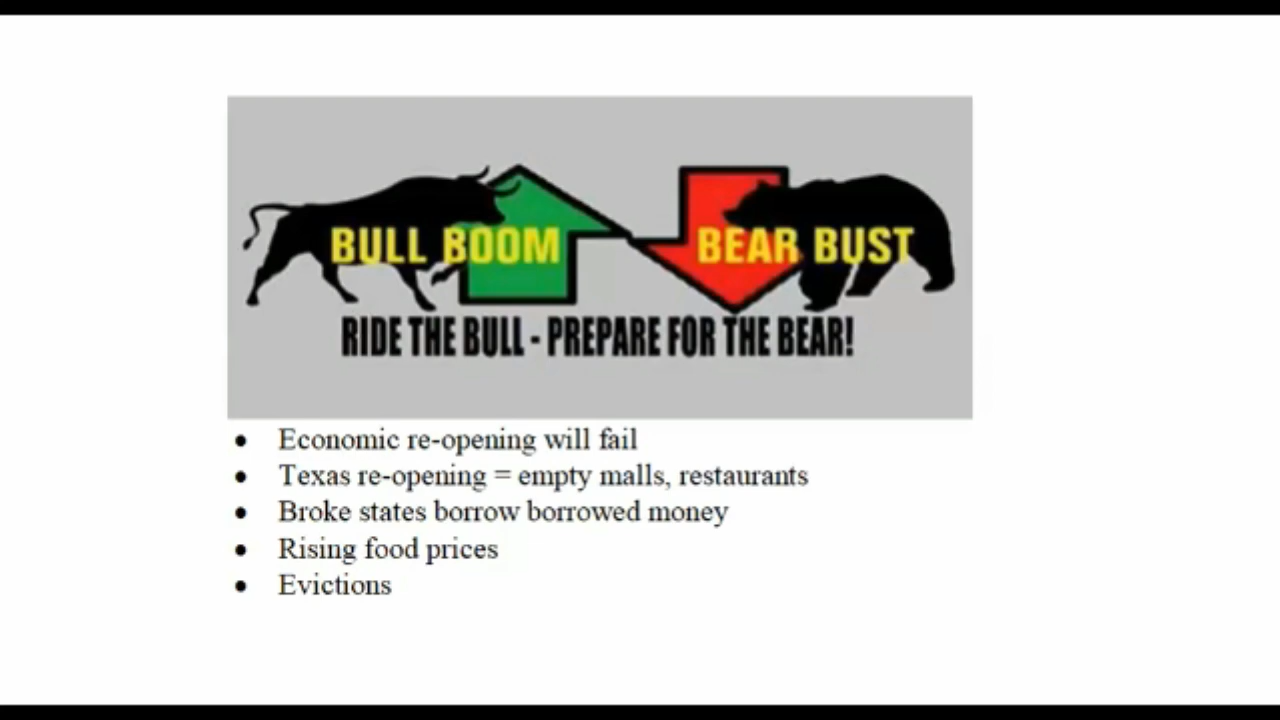 BULL BOOM BEAR BUST
RIDE THE BULL - PREPARE FOR THE BEAR!
• Economic re-opening will fail
• Texas re-opening = empty malls, restaurants
• Broke states borrow borrowed money
• Rising food prices
• Evictions